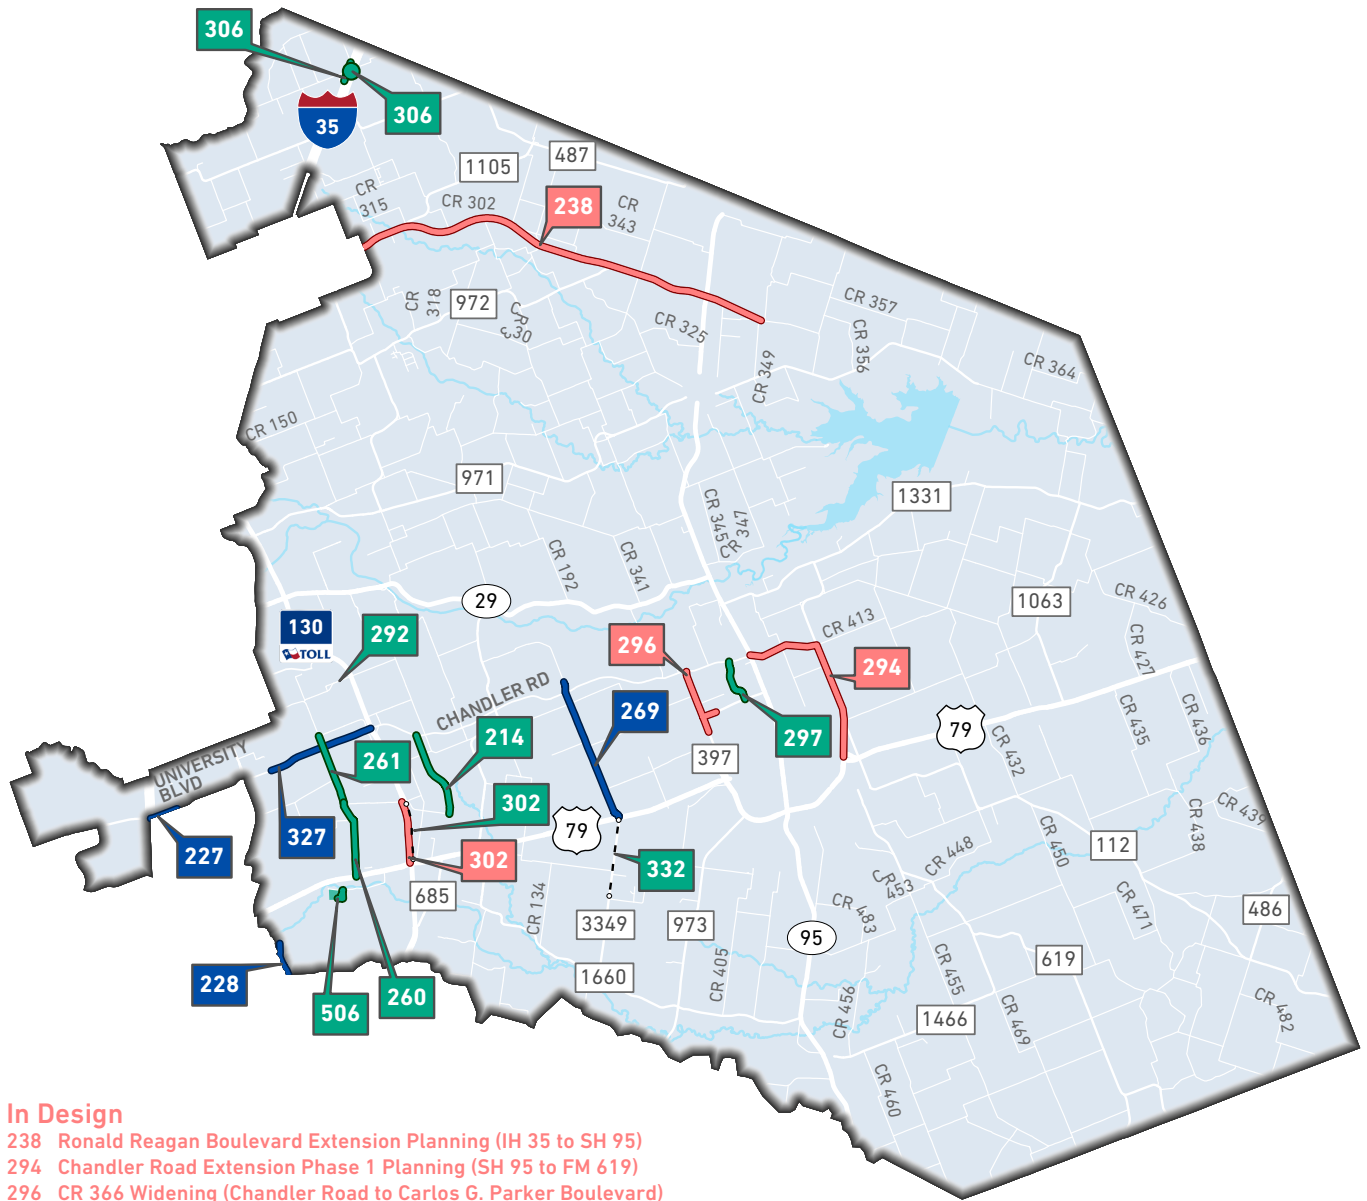 306
306
35
487
1105
CR 315
CR 302
238
CR 343
CR 318
972
CR 330
CR 325
CR 357
CR 356
CR 349
CR 364
CR 150
971
1331
CR 345
CR 347
CR 192
CR 341
29
1063
CR 426
130
TOLL
292
296
CR 413
CR 427
294
CHANDLER RD
269
297
79
CR 435
CR 436
214
397
CR 432
UNIVERSITY BLVD
261
302
79
327
227
302
332
CR 439
CR 438
112
CR 450
CR 448
CR 453
685
CR 134
3349
973
CR 483
CR 471
486
95
228
506
260
1660
CR 405
CR 455
619
CR 456
1466
CR 469
CR 482
CR 460
In Design
238 Ronald Reagan Boulevard Extension Planning (IH 35 to SH 95)
294 Chandler Road Extension Phase 1 Planning (SH 95 to FM 619)
296 CR 366 Widening (Chandler Road to Carlos G. Parker Boulevard)